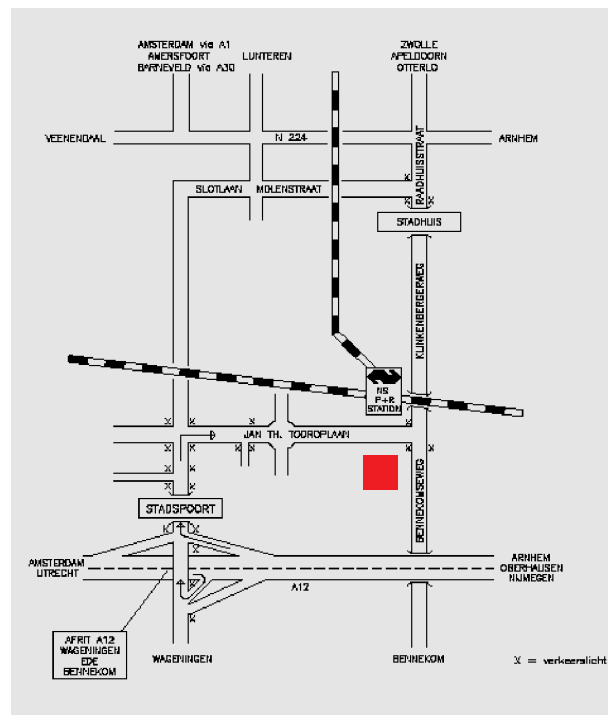 AMSTERDAM via A1
AMERSFOORT
BARNEVELD via A30
LUNTEREN
ZWOLLE
APELDOORN
OTTERLO
VEENENDAAL
N 224
ARNHEM
RAADHUISSTRAAT
SLOTLAAN
MOLENSTRAAT
STADHUIS
KLINKENBERGERWEG
NS
P+R
STATION
JAN TH. TOOROPLAAN
BENNEKOMSEWEG
STADSPOORT
AMSTERDAM
UTRECHT
ARNHEM
OBERHAUSEN
NIJMEGEN
A12
AFRIT A12
WAGENINGEN
EDE
BENNEKOM
WAGENINGEN
BENNEKOM
X = verkeerslicht